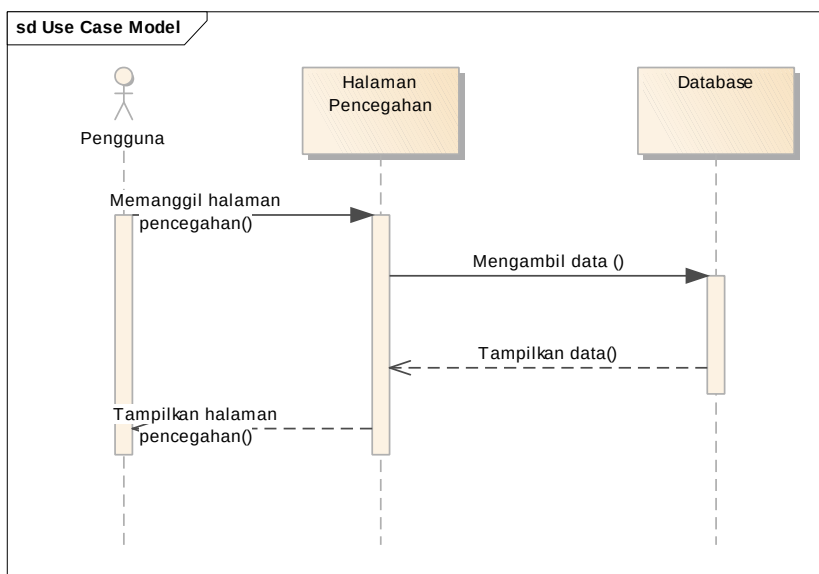 sd Use Case Model
Pengguna
Halaman
Pencegahan
Database
Memanggil halaman
pencegahan()
Mengambil data ()
Tampilkan data()
Tampilkan halaman
pencegahan()